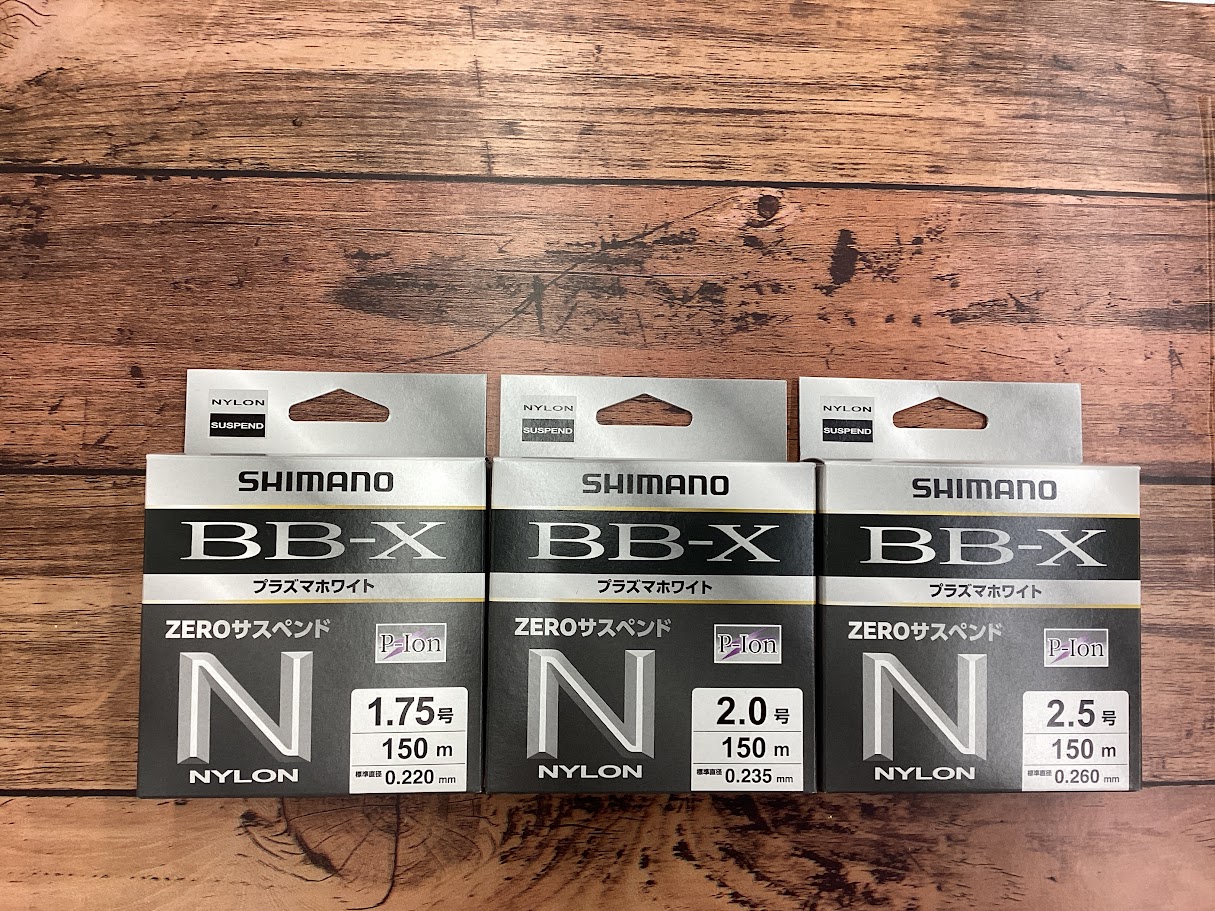 NYLON
SUSPEND
SHIMANO
BB-X
プラズマホワイト
ZEROサスペンド
P-Ion
N
NYLON
1.75号
150 m
標準直径 0.220 mm
NYLON
SUSPEND
SHIMANO
BB-X
プラズマホワイト
ZEROサスペンド
P-Ion
N
NYLON
2.0号
150 m
標準直径 0.235 mm
NYLON
SUSPEND
SHIMANO
BB-X
プラズマホワイト
ZEROサスペンド
P-Ion
N
NYLON
2.5号
150 m
標準直径 0.260 mm